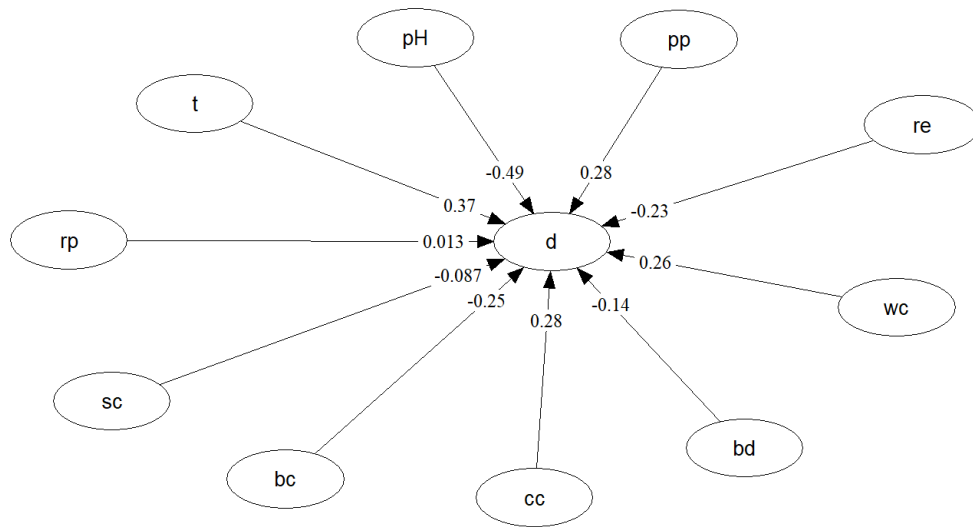 pH
pp
t
re
-0.49
0.28
0.37
-0.23
rp
0.013
d
-0.087
0.26
-0.25
-0.14
0.28
wc
sc
bd
bc
cc